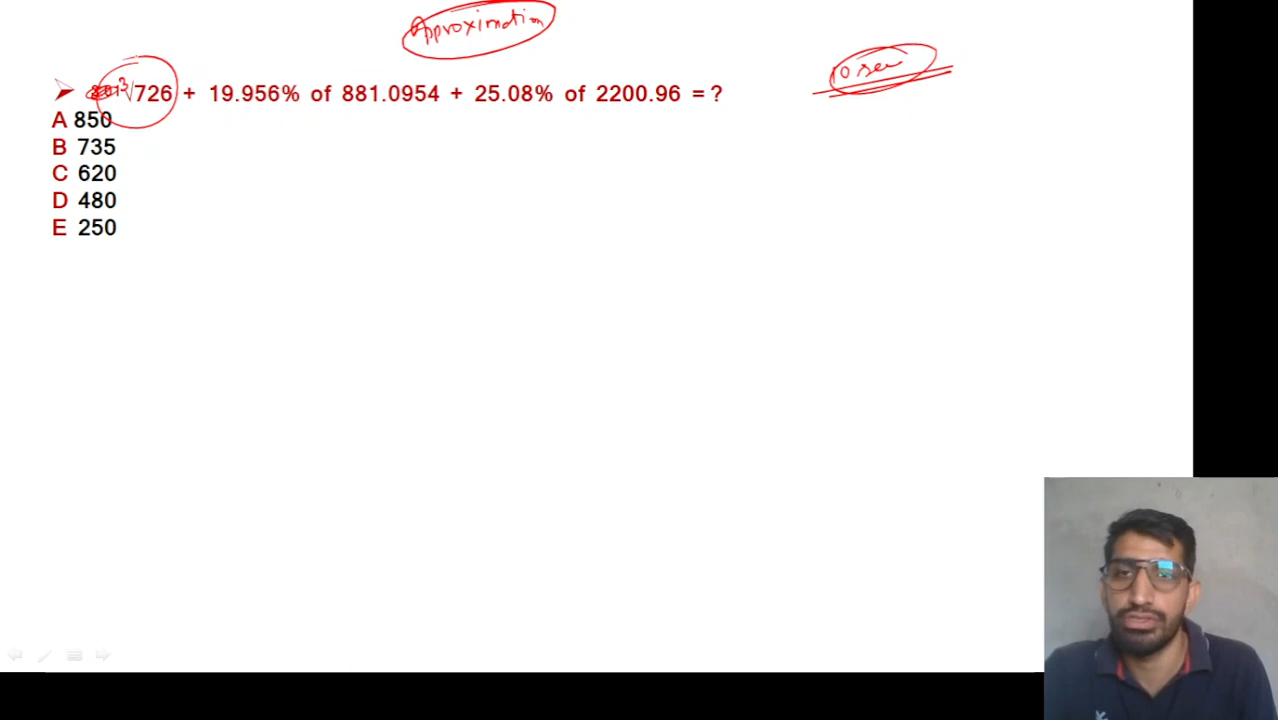 Approximation
10 sec
³√726 + 19.956% of 881.0954 + 25.08% of 2200.96 = ?
A 850
B 735
C 620
D 480
E 250